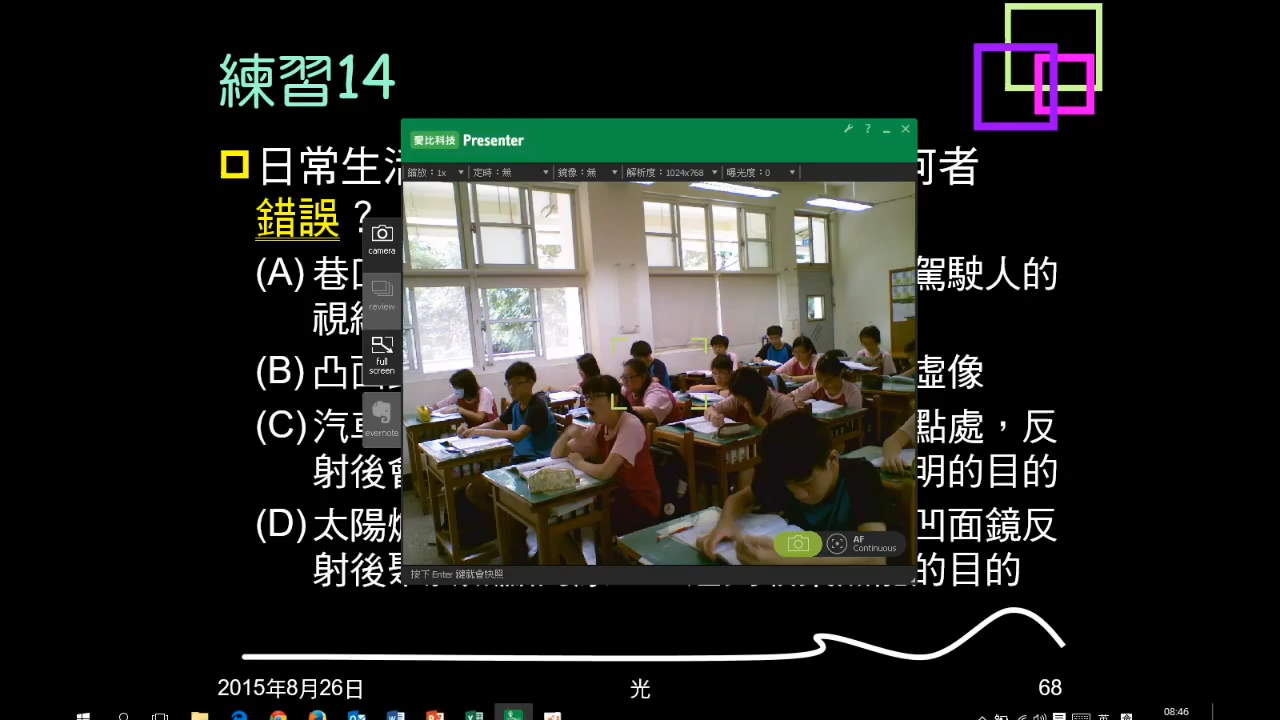 練習14
愛比科技 Presenter
日常生活
何者
縮放：1x 定時：無 鏡像：無 解析度：1024x768 曝光度：0
錯誤？
camera
(A) 巷口
駕駛人的
review
視線
full
screen
(B) 凸面
虛像
(C) 汽車
點處，反
evernote
射後會
明的目的
(D) 太陽
凹面鏡反
AF
Continuous
射後聚
的目的
按下 Enter 鍵就會快照
2015年8月26日
光
68
08:46